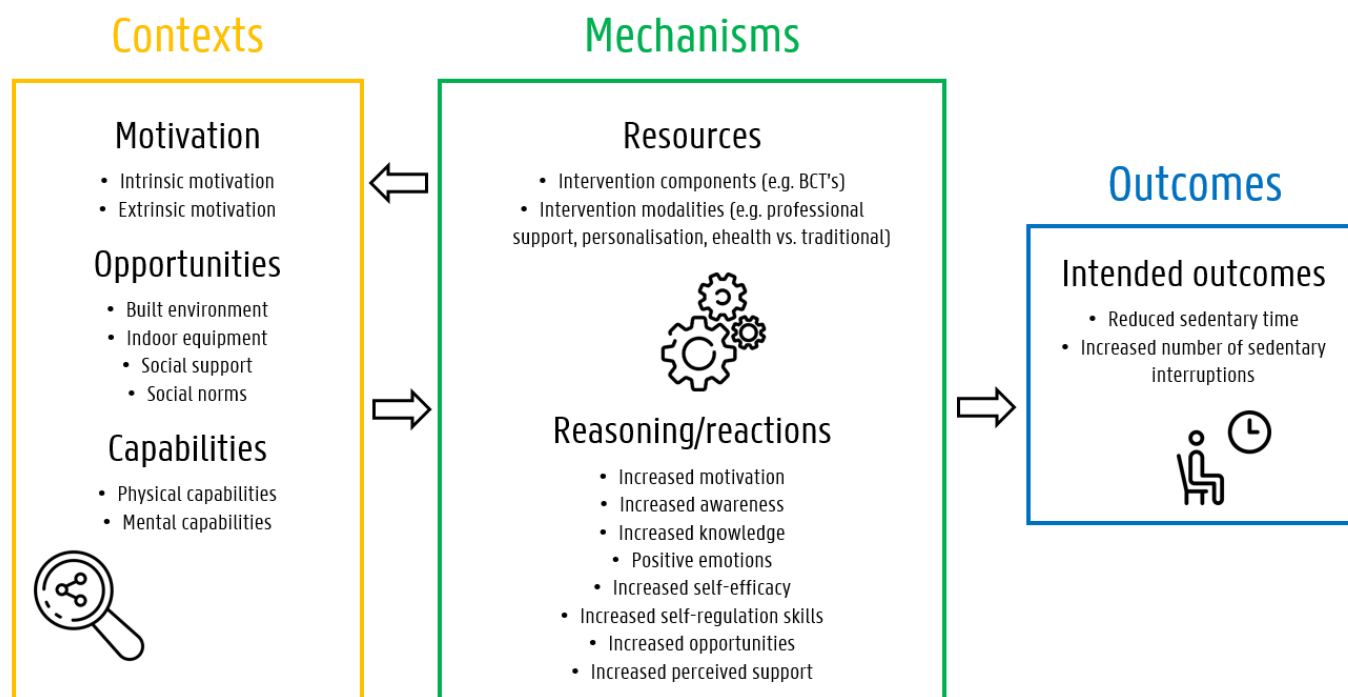 Contexts
Motivation
• Intrinsic motivation
• Extrinsic motivation
Opportunities
• Built environment
• Indoor equipment
• Social support
• Social norms
Capabilities
• Physical capabilities
• Mental capabilities
Mechanisms
Resources
• Intervention components (e.g. BCT's)
• Intervention modalities (e.g. professional
support, personalisation, ehealth vs. traditional)
Reasoning/reactions
• Increased motivation
• Increased awareness
• Increased knowledge
• Positive emotions
• Increased self-efficacy
• Increased self-regulation skills
• Increased opportunities
• Increased perceived support
Outcomes
Intended outcomes
• Reduced sedentary time
• Increased number of sedentary
interruptions